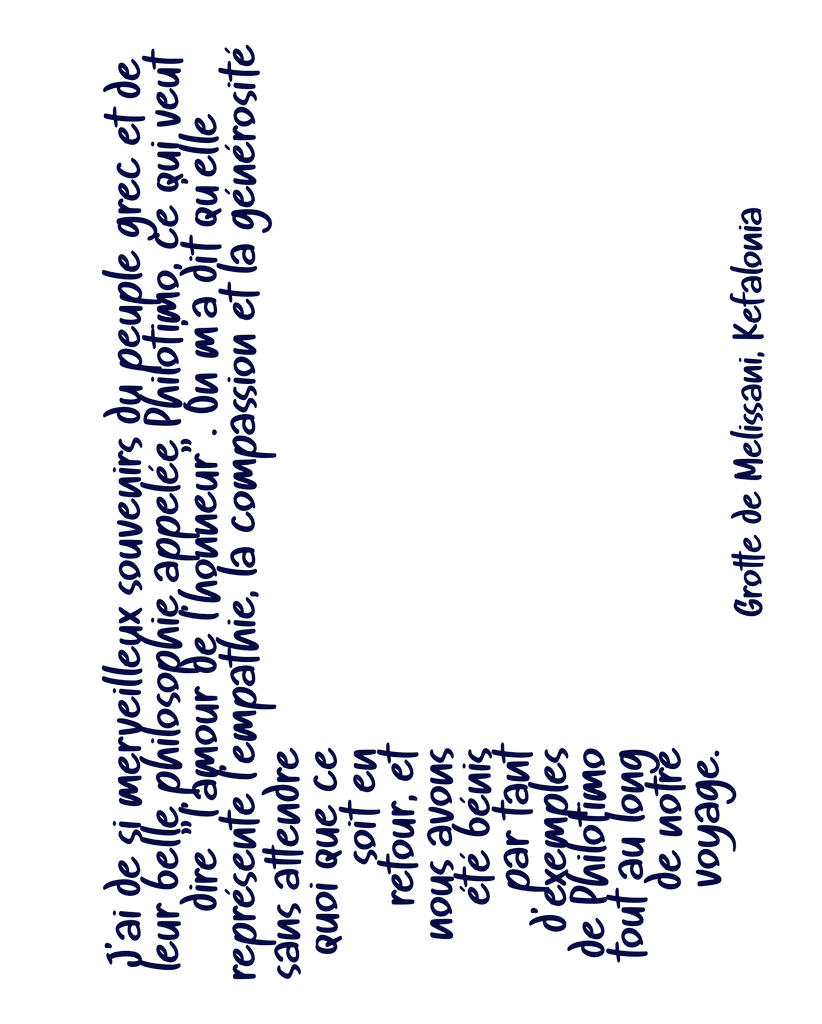 J'ai de si merveilleux souvenirs du peuple grec et de
leur belle philosophie appelée Philotimo, ce qui veut
dire "l'amour de l'honneur". On m'a dit qu'elle
représente l'empathie, la compassion et la générosité
sans attendre
quoi que ce
soit en
retour, et
nous avons
été bénis
par tant
d'exemples
de Philotimo
tout au long
de notre
voyage.
Grotte de Melissani, Kefalonia